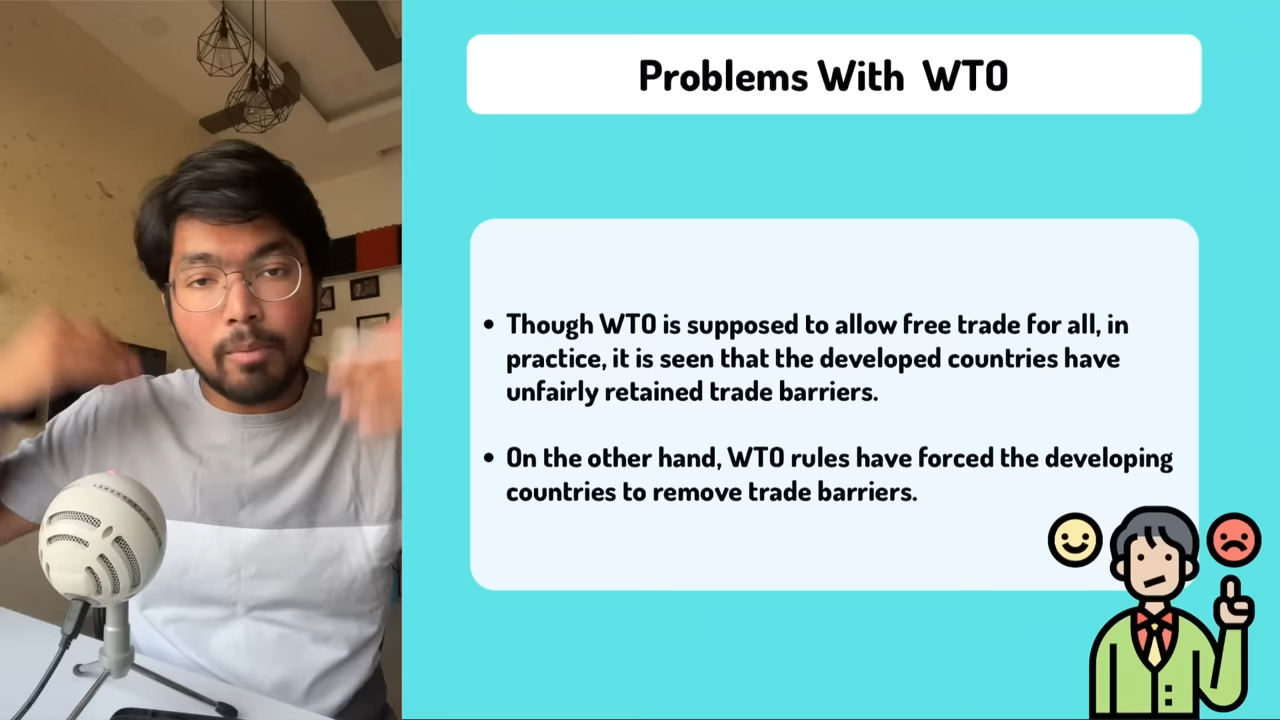 Problems With WTO
• Though WTO is supposed to allow free trade for all, in
practice, it is seen that the developed countries have
unfairly retained trade barriers.
• On the other hand, WTO rules have forced the developing
countries to remove trade barriers.